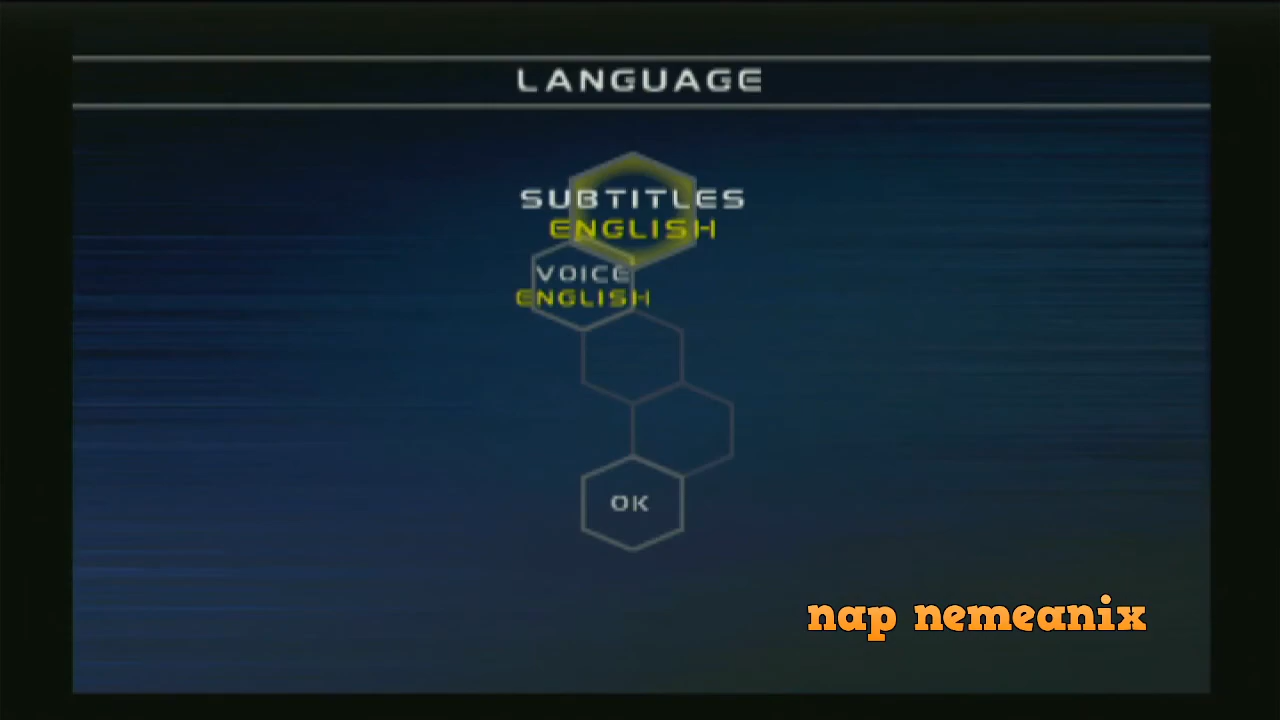 LANGUAGE
SUBTITLES
ENGLISH
VOICE
ENGLISH
OK
nap nemeanix